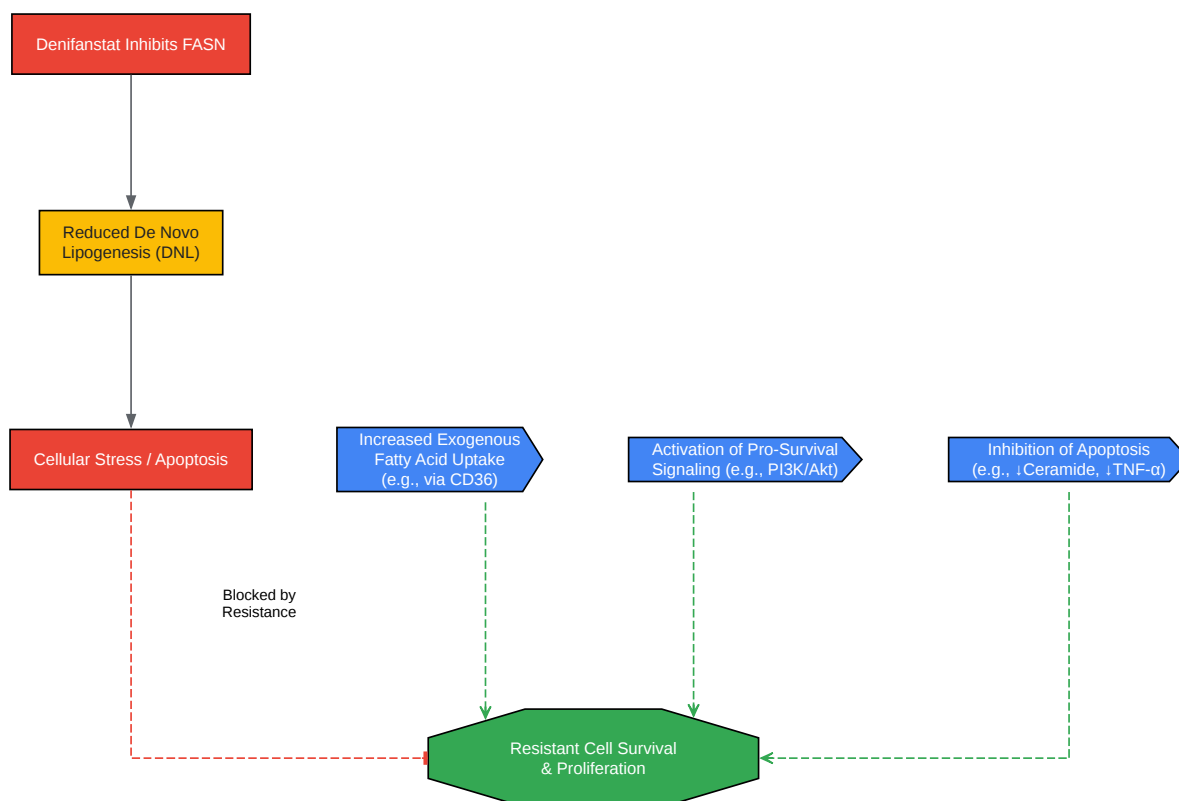 Denifanstat Inhibits FASN
Reduced De Novo
Lipogenesis (DNL)
Cellular Stress / Apoptosis
Increased Exogenous
Fatty Acid Uptake
(e.g., via CD36)
Activation of Pro-Survival
Signaling (e.g., PI3K/Akt)
Inhibition of Apoptosis
(e.g., ↓Ceramide, ↓TNF-α)
Blocked by
Resistance
Resistant Cell Survival
& Proliferation